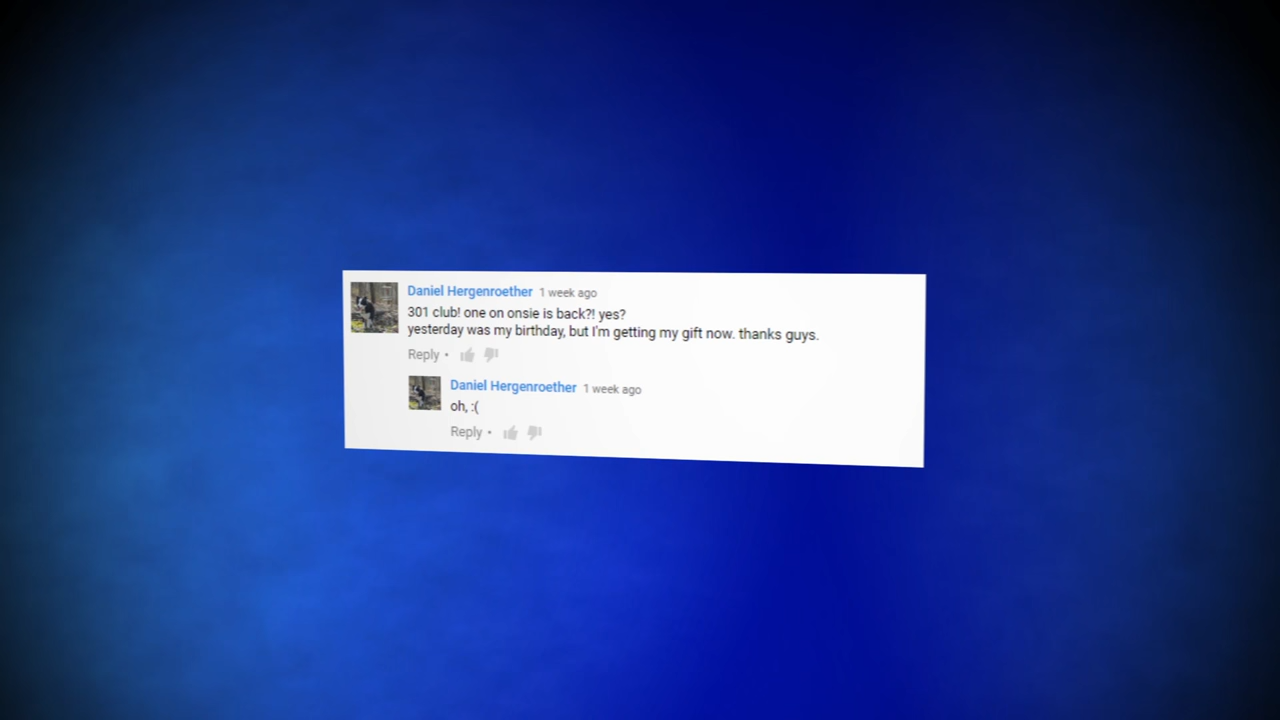 Daniel Hergenroether 1 week ago
301 club! one on onsie is back?! yes?
yesterday was my birthday, but I'm getting my gift now. thanks guys.
Reply •
Daniel Hergenroether 1 week ago
oh, :(
Reply •